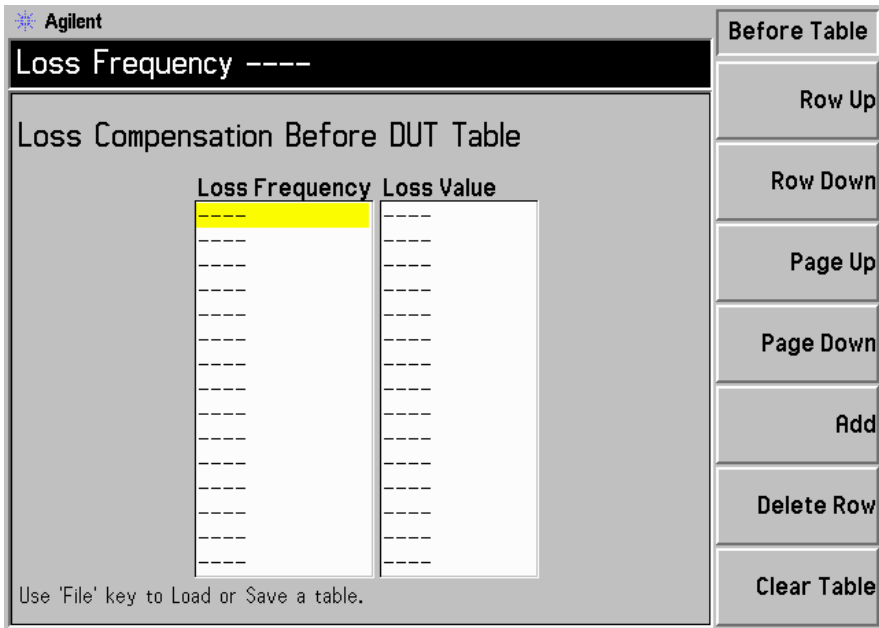 Agilent
Before Table
Loss Frequency ----
Row Up
Loss Compensation Before DUT Table
Row Down
Loss Frequency Loss Value
---- ----
---- ----
---- ----
Page Up
---- ----
---- ----
---- ----
Page Down
---- ----
---- ----
---- ----
Add
---- ----
---- ----
---- ----
Delete Row
---- ----
---- ----
---- ----
Use 'File' key to Load or Save a table.
Clear Table